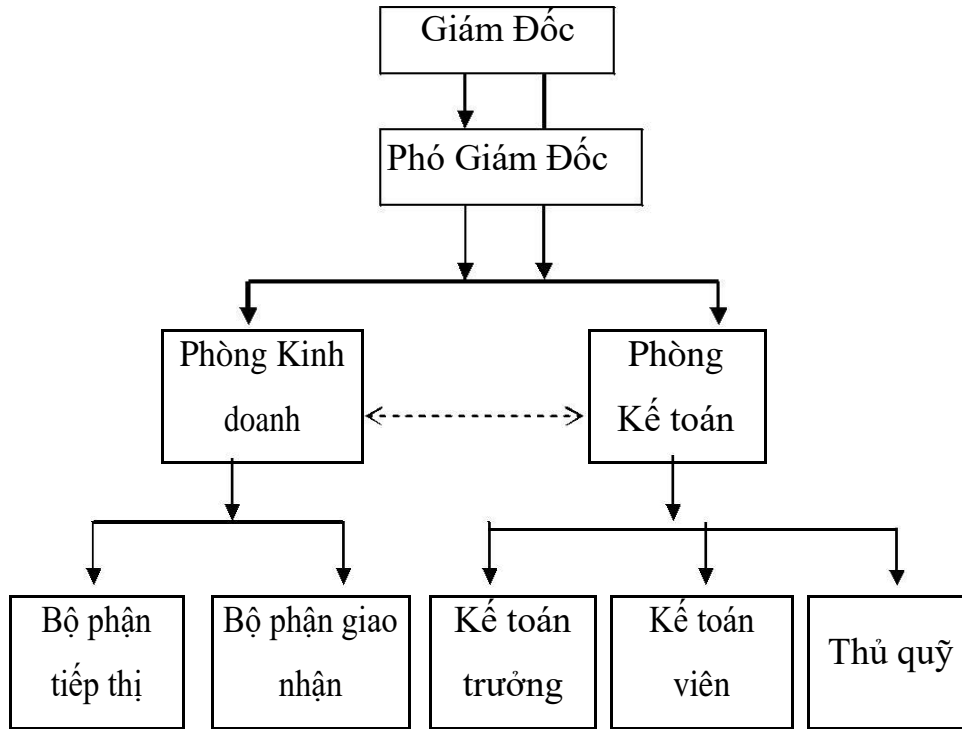 Giám Đốc
Phó Giám Đốc
Phòng Kinh
doanh
Phòng
Kế toán
Bộ phận
tiếp thị
Bộ phận giao
nhận
Kế toán
trưởng
Kế toán
viên
Thủ quỹ